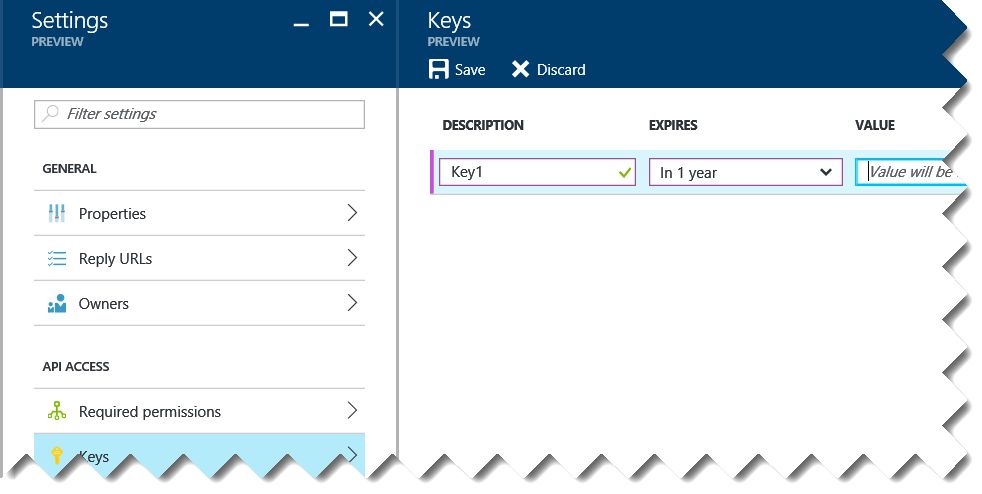 Settings
PREVIEW
Filter settings
GENERAL
Properties
Reply URLs
Owners
API ACCESS
Required permissions
Keys
Keys
PREVIEW
Save Discard
DESCRIPTION EXPIRES VALUE
Key1 In 1 year Value will be